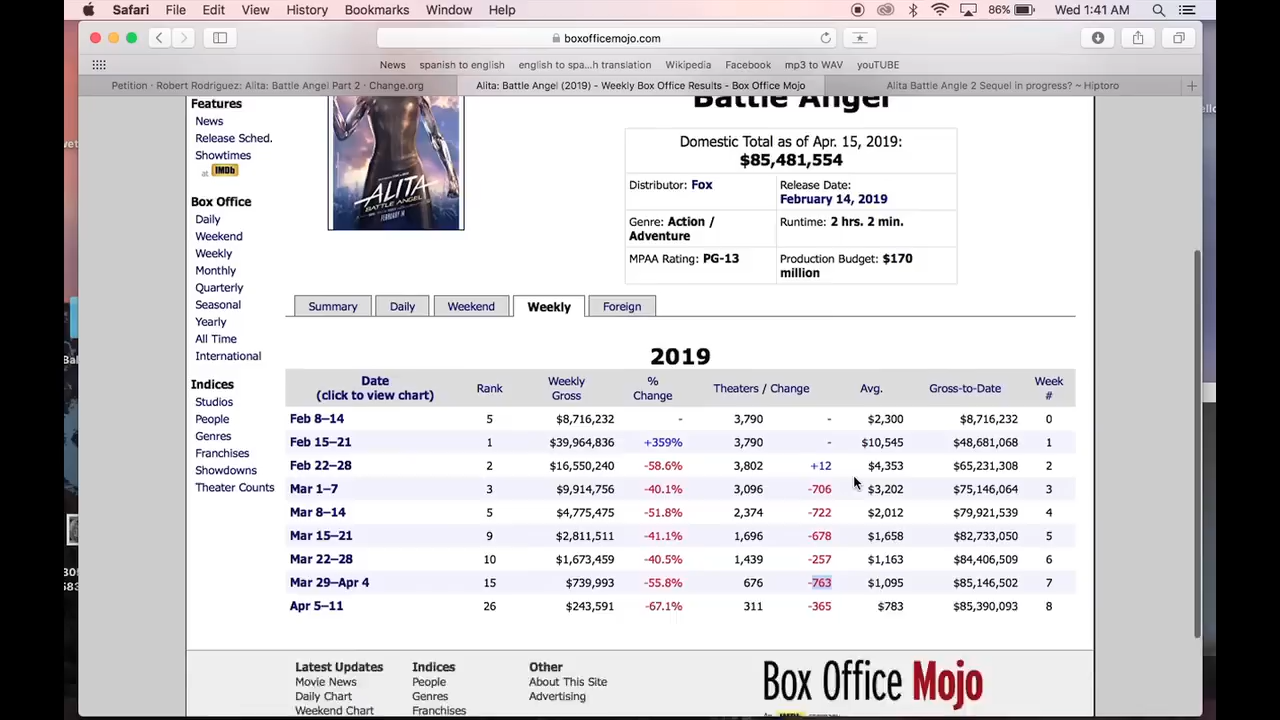 Safari File Edit View History Bookmarks Window Help 86% Wed 1:41 AM
boxofficemojo.com
News spanish to english english to spa...h translation Wikipedia Facebook mp3 to WAV youTUBE
Petition · Robert Rodriguez: Alita: Battle Angel Part 2 · Change.org Alita: Battle Angel (2019) - Weekly Box Office Results - Box Office Mojo Alita Battle Angle 2 Sequel in progress? ~ Hiptoro
Battle Angel
Features
News
Release Sched.
Showtimes
at IMDb
Box Office
Daily
Weekend
Weekly
Monthly
Quarterly
Seasonal
Yearly
All Time
International
Indices
Studios
People
Genres
Franchises
Showdowns
Theater Counts
ALITA
BATTLE ANGEL
FEBRUARY 14
Domestic Total as of Apr. 15, 2019:
$85,481,554
Distributor: Fox
Release Date:
February 14, 2019
Genre: Action /
Adventure
Runtime: 2 hrs. 2 min.
MPAA Rating: PG-13
Production Budget: $170
million
Summary Daily Weekend Weekly Foreign
2019
Date
(click to view chart)
Rank
Weekly
Gross
%
Change
Theaters / Change
Avg.
Gross-to-Date
Week
#
Feb 8–14 5 $8,716,232 - 3,790 - $2,300 $8,716,232 0
Feb 15–21 1 $39,964,836 +359% 3,790 - $10,545 $48,681,068 1
Feb 22–28 2 $16,550,240 -58.6% 3,802 +12 $4,353 $65,231,308 2
Mar 1–7 3 $9,914,756 -40.1% 3,096 -706 $3,202 $75,146,064 3
Mar 8–14 5 $4,775,475 -51.8% 2,374 -722 $2,012 $79,921,539 4
Mar 15–21 9 $2,811,511 -41.1% 1,696 -678 $1,658 $82,733,050 5
Mar 22–28 10 $1,673,459 -40.5% 1,439 -257 $1,163 $84,406,509 6
Mar 29–Apr 4 15 $739,993 -55.8% 676 -763 $1,095 $85,146,502 7
Apr 5–11 26 $243,591 -67.1% 311 -365 $783 $85,390,093 8
Latest Updates
Movie News
Daily Chart
Weekend Chart
Indices
People
Genres
Franchises
Other
About This Site
Advertising
Box Office Mojo